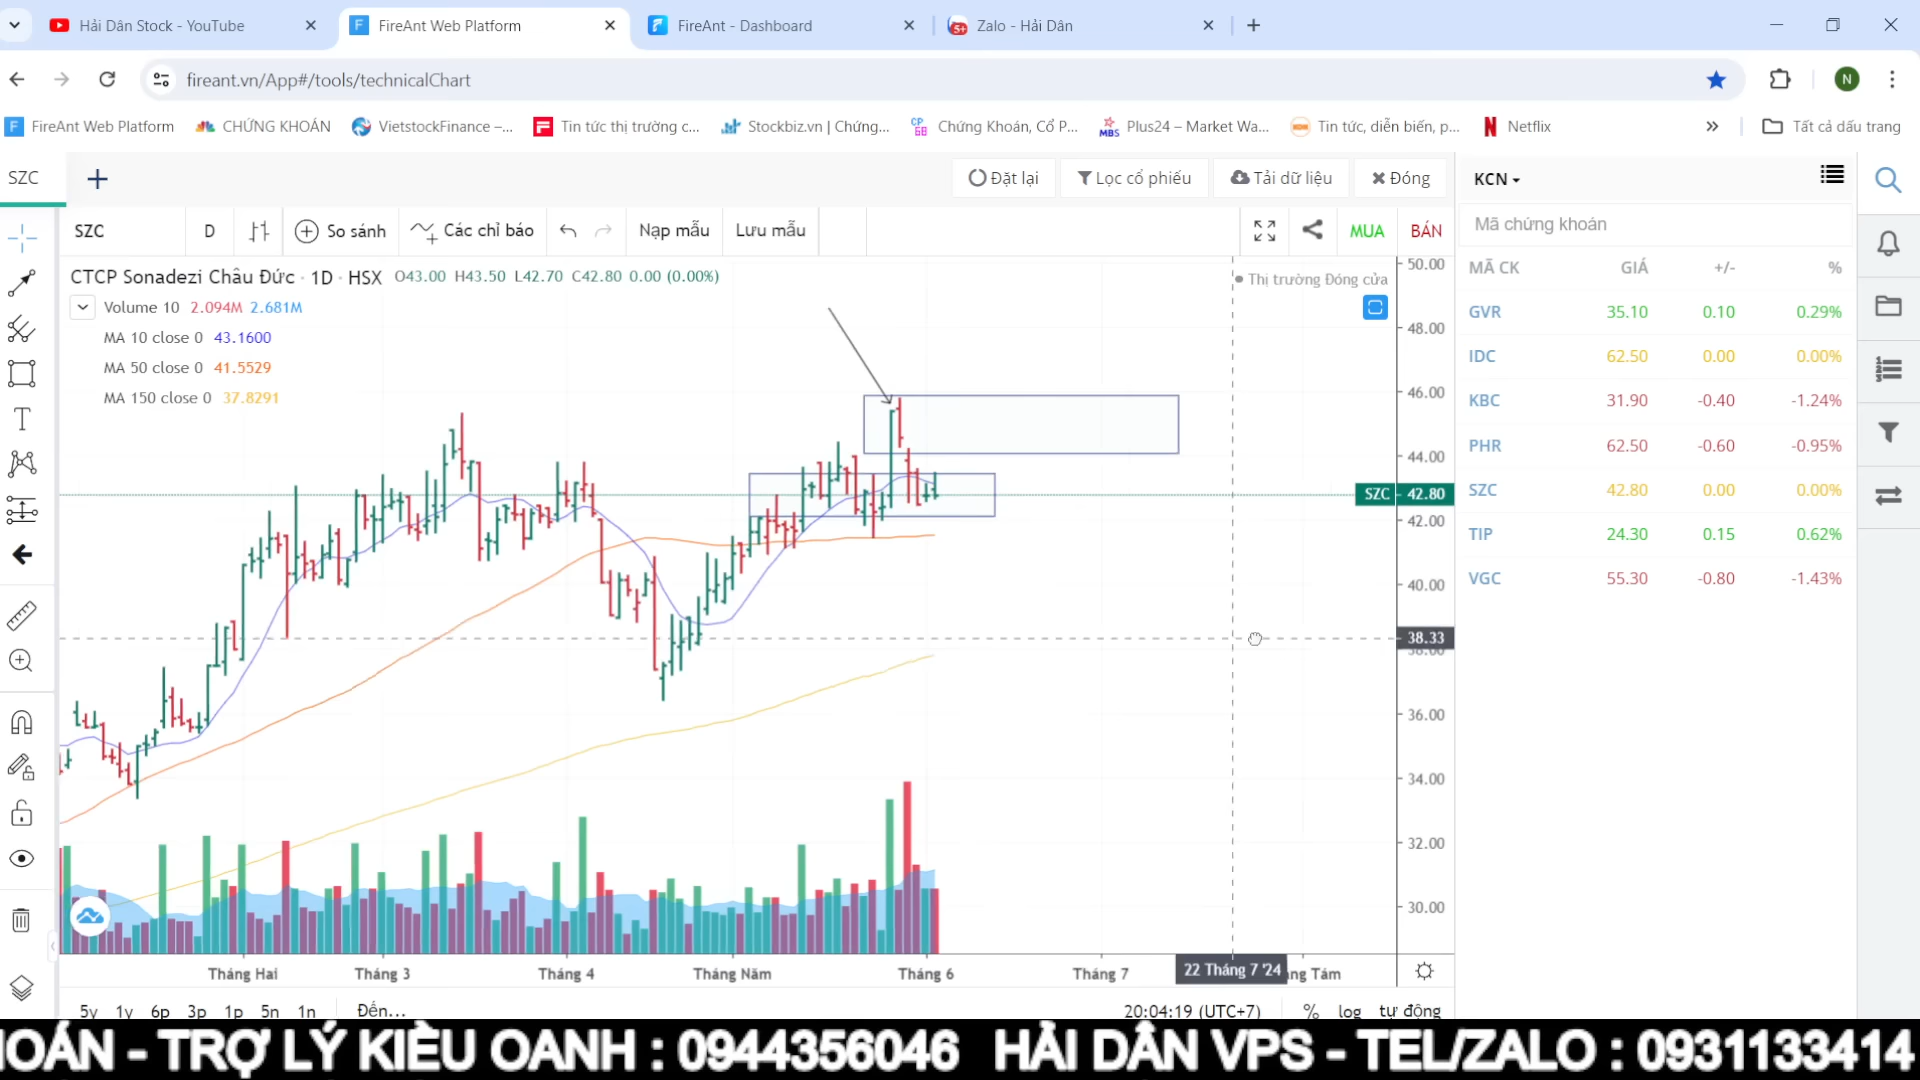 Hải Dân Stock - YouTube
FireAnt Web Platform
FireAnt - Dashboard
Zalo - Hải Dân
fireant.vn/App#/tools/technicalChart
N
FireAnt Web Platform
CHỨNG KHOÁN
VietstockFinance –...
Tin tức thị trường c...
Stockbiz.vn | Chứng...
Chứng Khoán, Cổ P...
Plus24 – Market Wa...
Tin tức, diễn biến, p...
Netflix
Tất cả dấu trang
SZC
Đặt lại
Lọc cổ phiếu
Tải dữ liệu
Đóng
KCN
SZC
D
So sánh
Các chỉ báo
Nạp mẫu
Lưu mẫu
MUA
BÁN
Mã chứng khoán
CTCP Sonadezi Châu Đức · 1D · HSX O43.00 H43.50 L42.70 C42.80 0.00 (0.00%)
Thị trường Đóng cửa
Volume 10 2.094M 2.681M
MA 10 close 0 43.1600
MA 50 close 0 41.5529
MA 150 close 0 37.8291
50.00
48.00
46.00
44.00
SZC 42.80
42.00
40.00
38.33
38.00
36.00
34.00
32.00
30.00
MÃ CK GIÁ +/- %
GVR 35.10 0.10 0.29%
IDC 62.50 0.00 0.00%
KBC 31.90 -0.40 -1.24%
PHR 62.50 -0.60 -0.95%
SZC 42.80 0.00 0.00%
TIP 24.30 0.15 0.62%
VGC 55.30 -0.80 -1.43%
Tháng Hai Tháng 3 Tháng 4 Tháng Năm Tháng 6 Tháng 7 22 Tháng 7 '24 ng Tám
5y 1y 6p 3p 1p 5n 1n Đến...
20:04:19 (UTC+7) % log tự động
HOÁN - TRỢ LÝ KIỀU OANH : 0944356046 HẢI DÂN VPS - TEL/ZALO : 0931133414